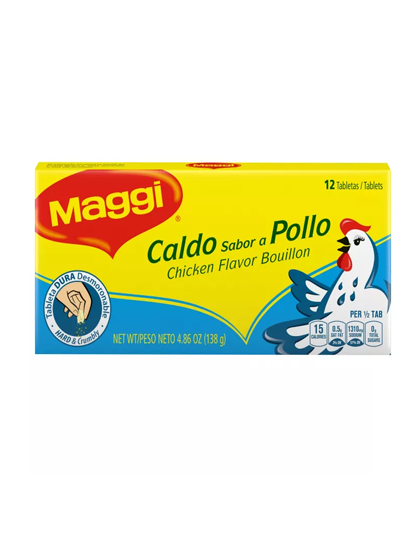 Maggi
®
12 Tabletas / Tablets
Caldo Sabor a Pollo
Chicken Flavor Bouillon
Tableta DURA Desmoronable
HARD & Crumbly
NET WT/PESO NETO 4.86 OZ (138 g)
PER ½ TAB
15 CALORIES
0.5g SAT FAT
1310mg SODIUM
0g TOTAL SUGARS